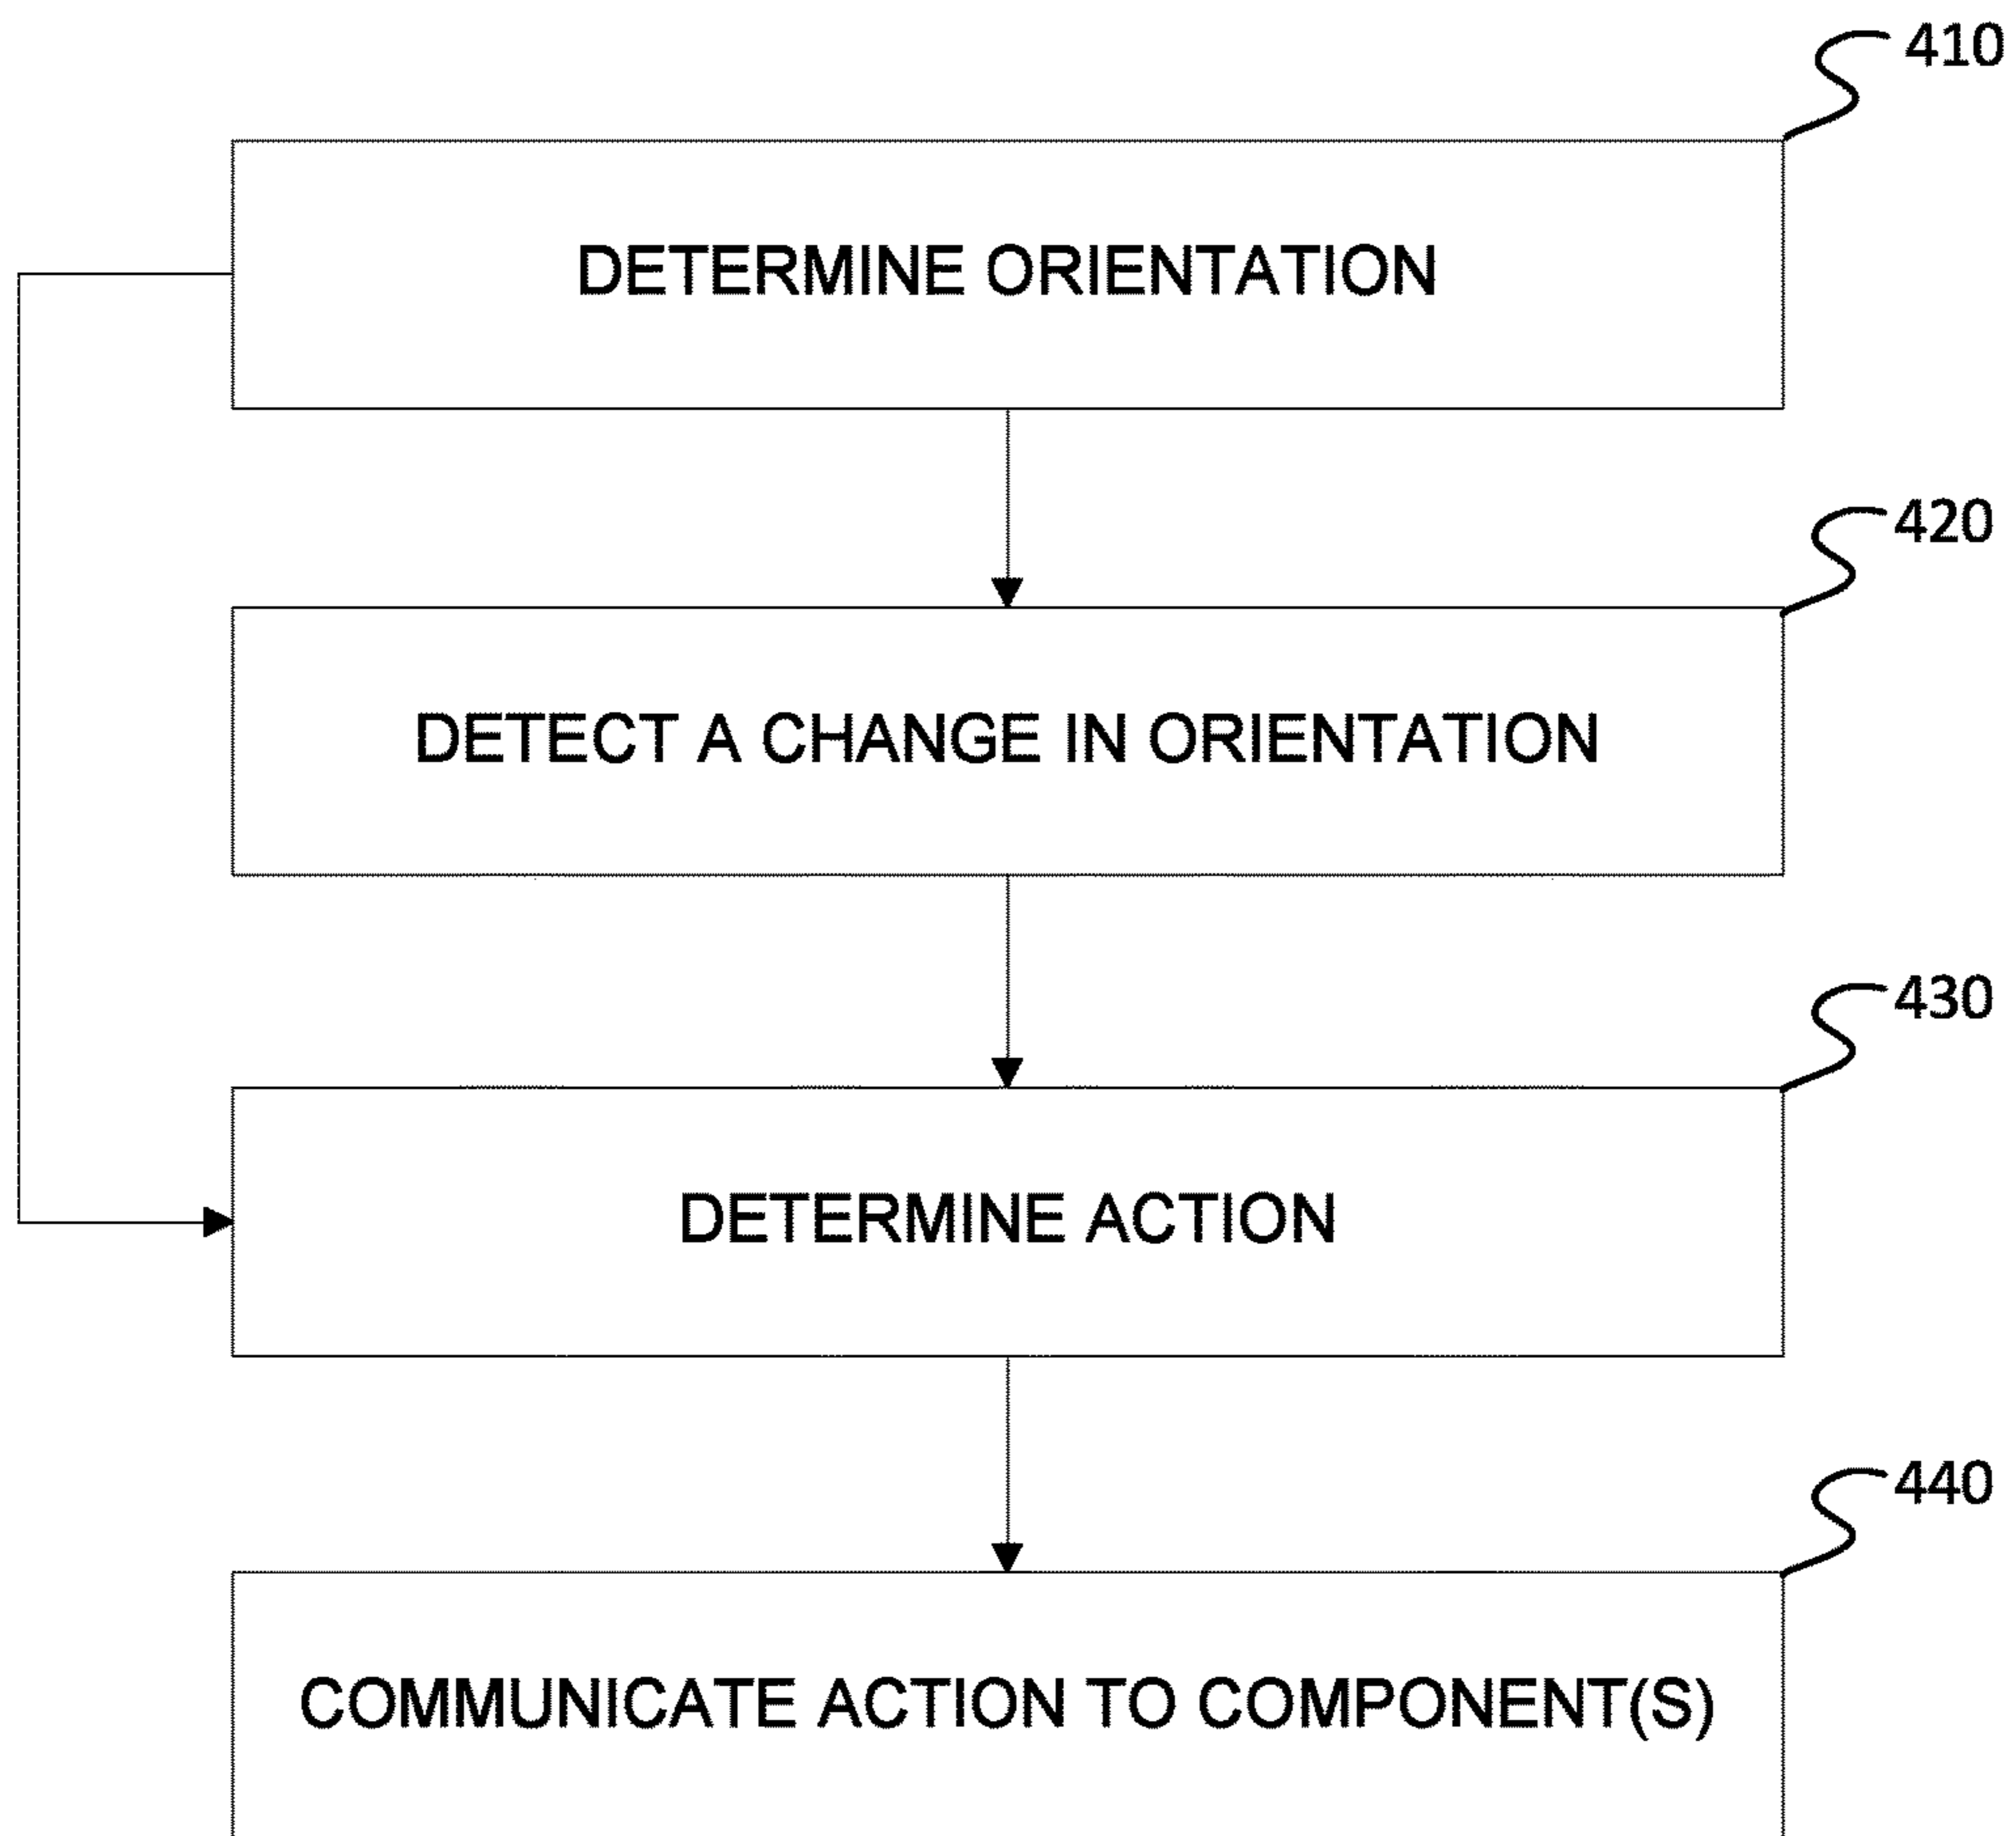 410
DETERMINE ORIENTATION
420
DETECT A CHANGE IN ORIENTATION
430
DETERMINE ACTION
440
COMMUNICATE ACTION TO COMPONENT(S)